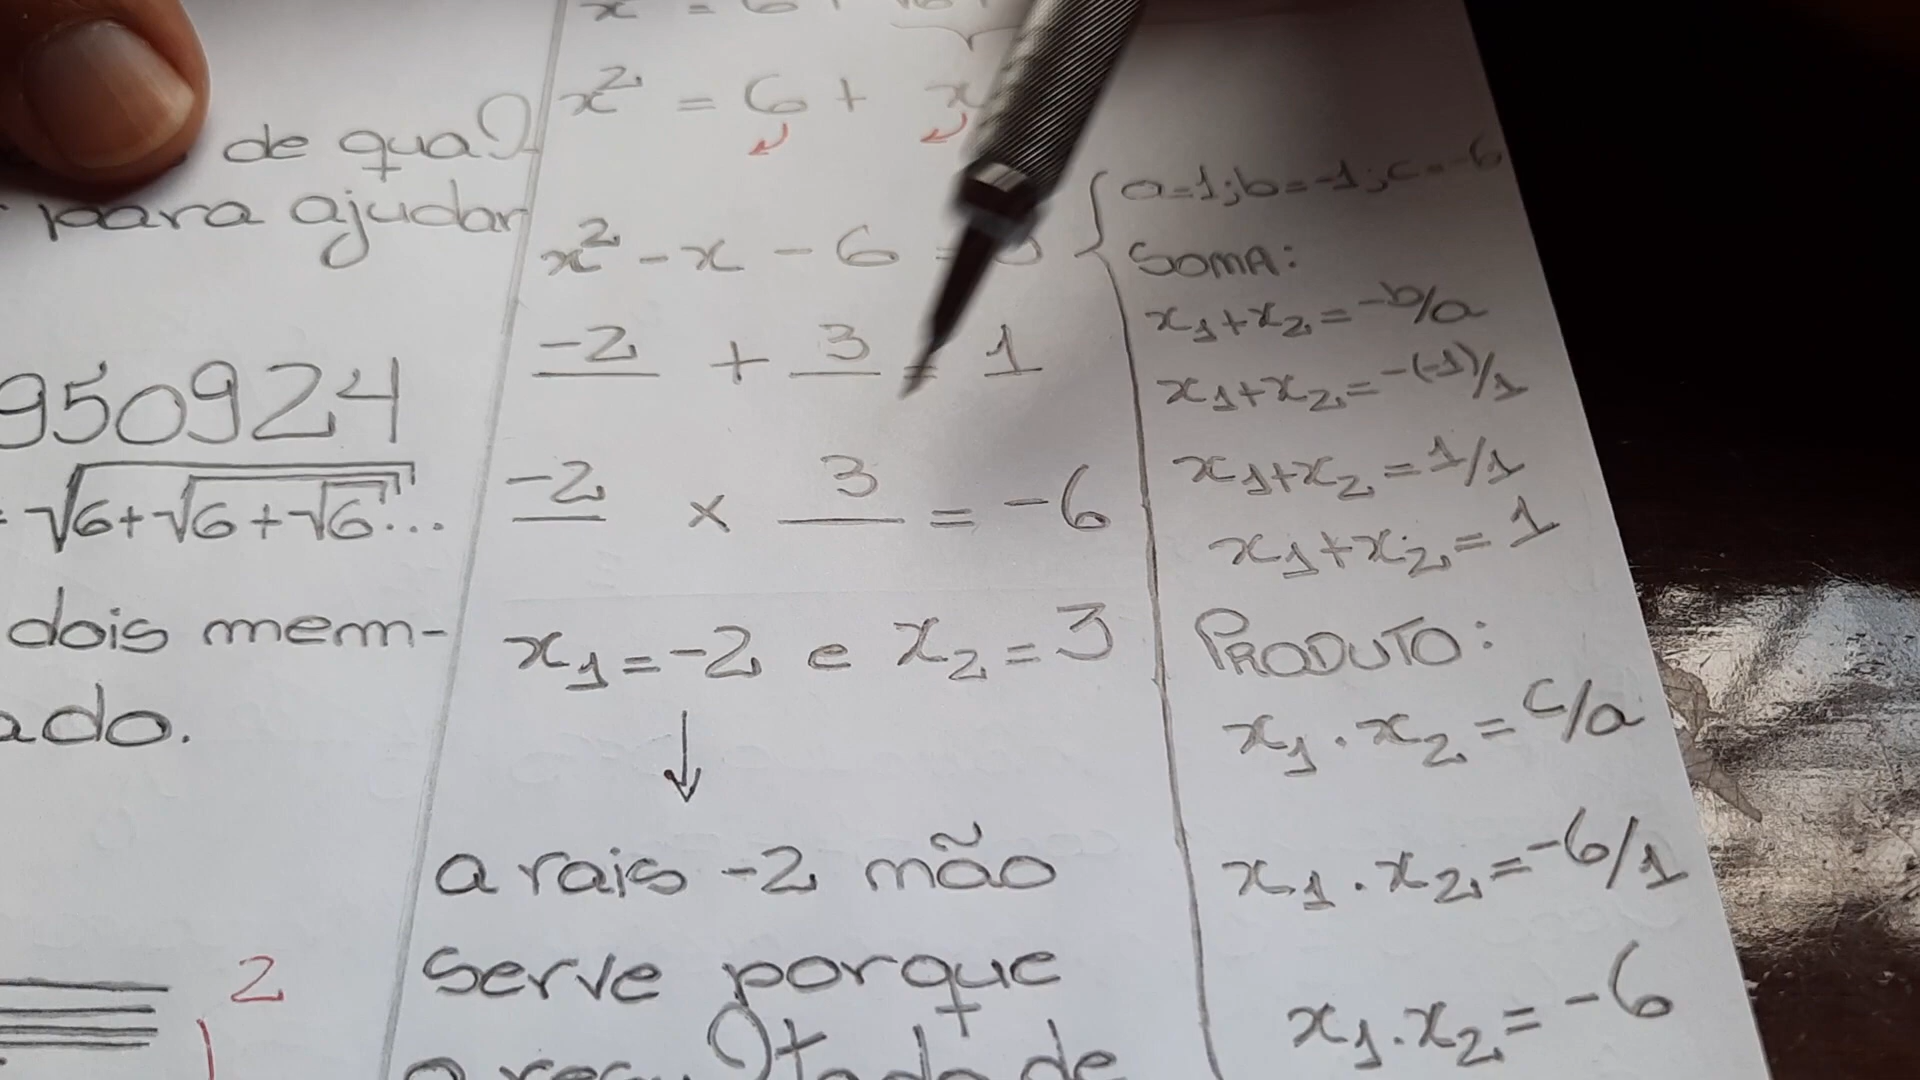 de qual
para ajudar
950924
= √6+√6+√6...
dois mem-
ado.
2
x² = 6 + x
x² - x - 6 = 0
-2 + 3 = 1
-2 x 3 = -6
x₁ = -2 e x₂ = 3
↓
a rais -2 não
serve porque
a=1; b=-1; c=-6
SOMA:
x₁+x₂ = -b/a
x₁+x₂ = -(-1)/1
x₁+x₂ = 1/1
x₁+x₂ = 1
PRODUTO:
x₁.x₂ = c/a
x₁.x₂ = -6/1
x₁.x₂ = -6